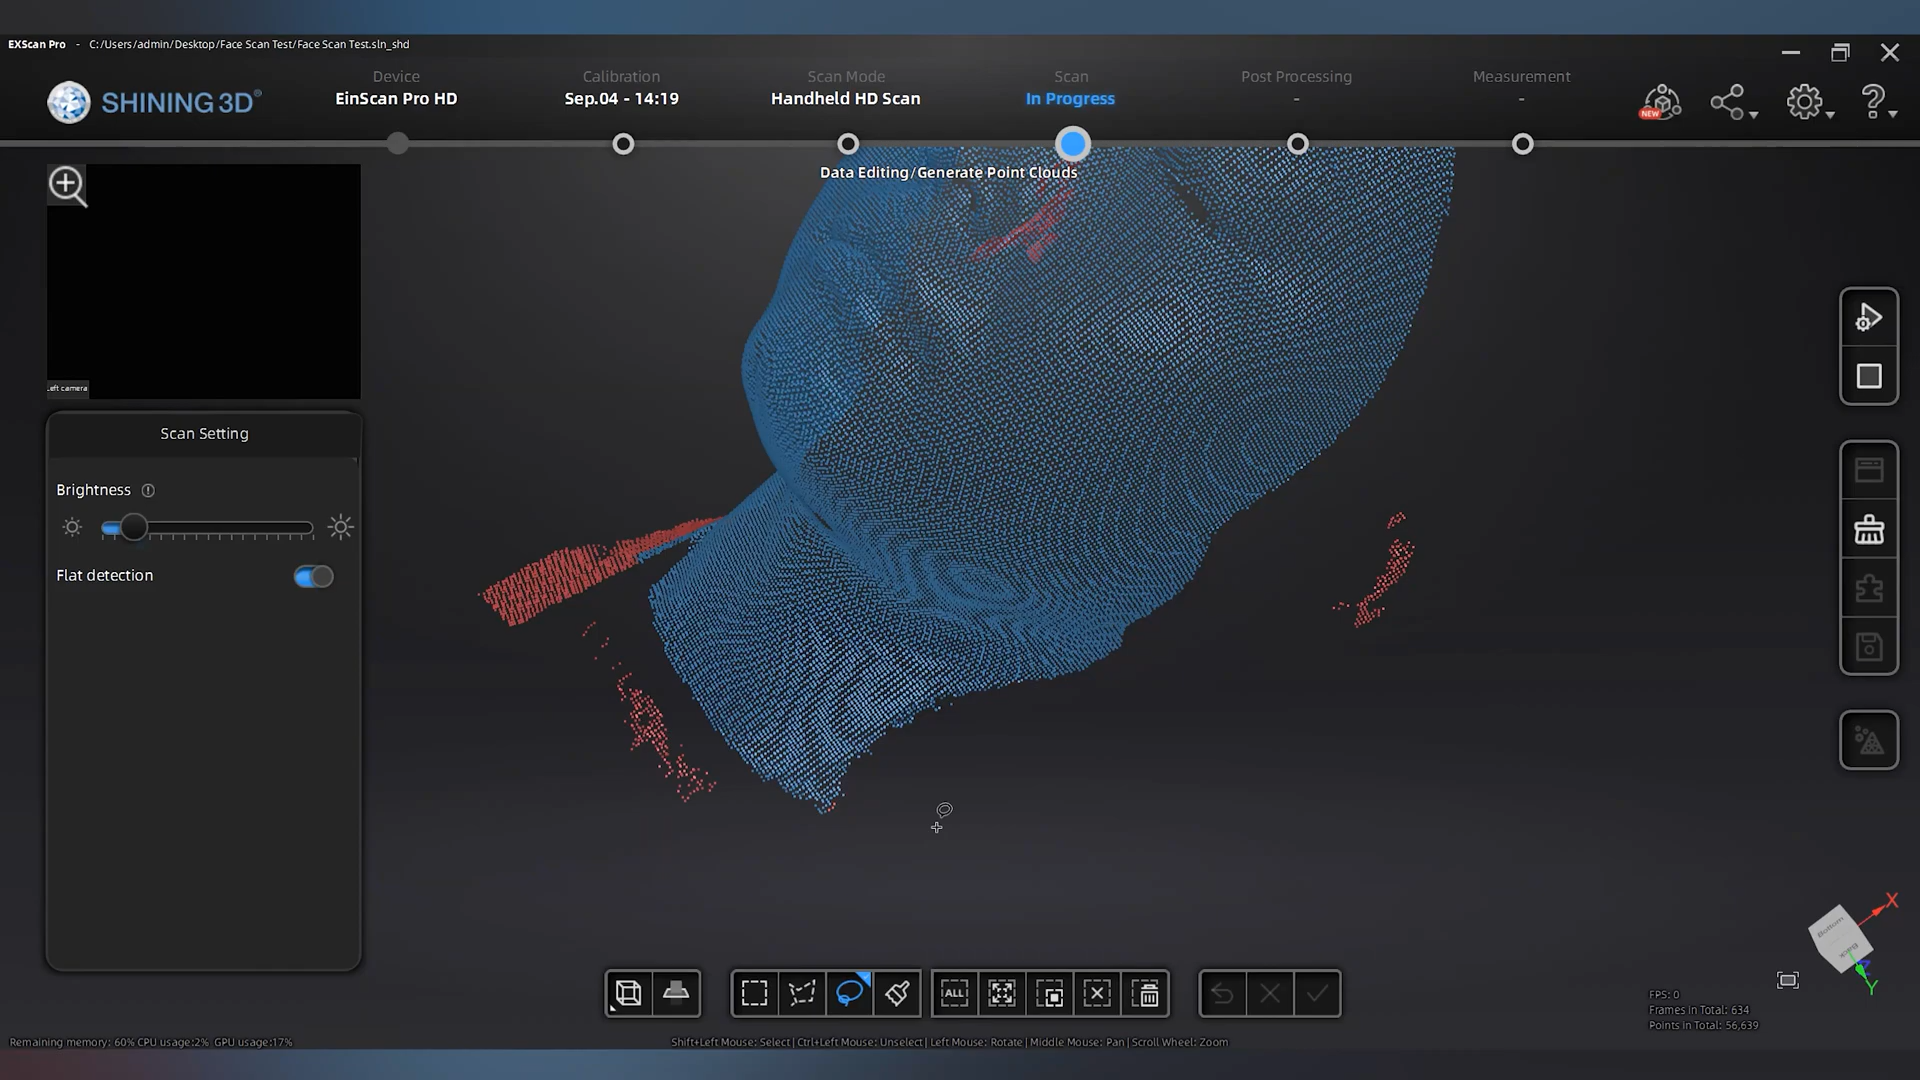 EXScan Pro - C:/Users/admin/Desktop/Face Scan Test/Face Scan Test.sln_shd
SHINING 3D®
Device
EinScan Pro HD
Calibration
Sep.04 - 14:19
Scan Mode
Handheld HD Scan
Scan
In Progress
Post Processing
-
Measurement
-
NEW
Data Editing/Generate Point Clouds
Left camera
Scan Setting
Brightness
Flat detection
ALL
Bottom
Back
X
Y
FPS: 0
Frames in Total: 634
Points in Total: 56,639
Remaining memory: 60% CPU usage:2% GPU usage:17%
Shift+Left Mouse: Select | Ctrl+Left Mouse: Unselect | Left Mouse: Rotate | Middle Mouse: Pan | Scroll Wheel: Zoom